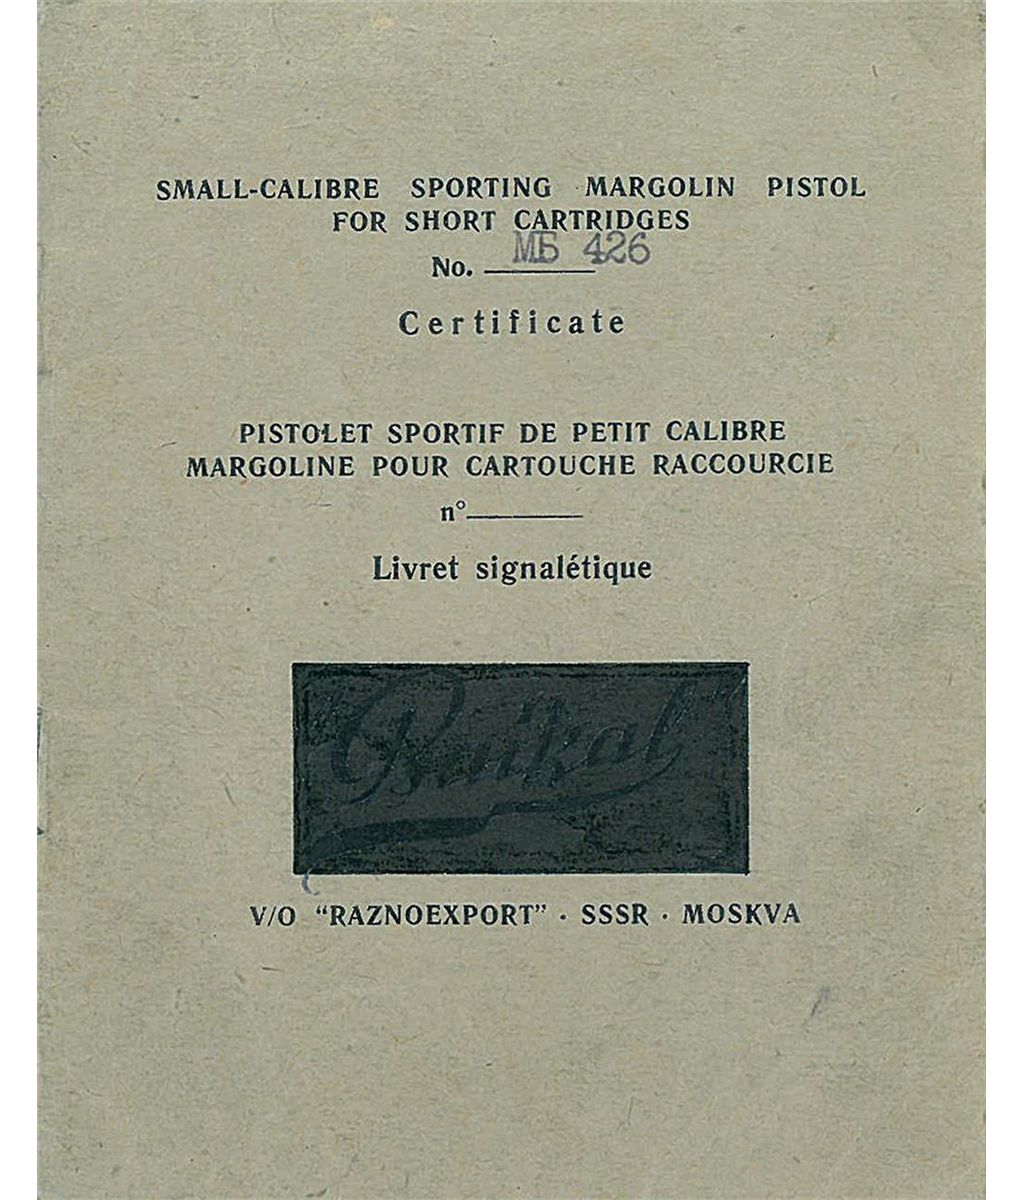 SMALL-CALIBRE SPORTING MARGOLIN PISTOL
FOR SHORT CARTRIDGES
No. МБ 426
Certificate
PISTOLET SPORTIF DE PETIT CALIBRE
MARGOLINE POUR CARTOUCHE RACCOURCIE
n° ______
Livret signalétique
"Baikal"
V/O “RAZNOEXPORT” · SSSR · MOSKVA